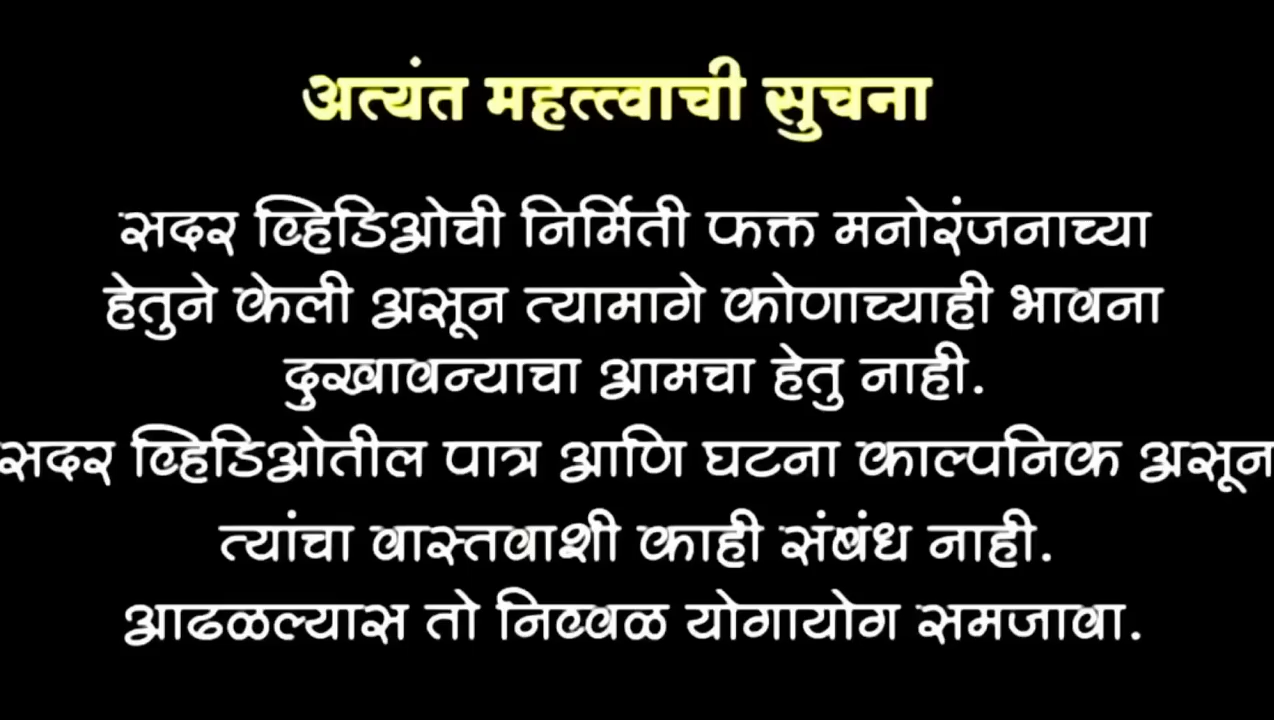 अत्यंत महत्त्वाची सुचना
सदर व्हिडिओची निर्मिती फक्त मनोरंजनाच्या
हेतुने केली असून त्यामागे कोणाच्याही भावना
दुखावन्याचा आमचा हेतु नाही.
सदर व्हिडिओतील पात्र आणि घटना काल्पनिक असून
त्यांचा वास्तवाशी काही संबंध नाही.
आढळल्यास तो निव्वळ योगायोग समजावा.